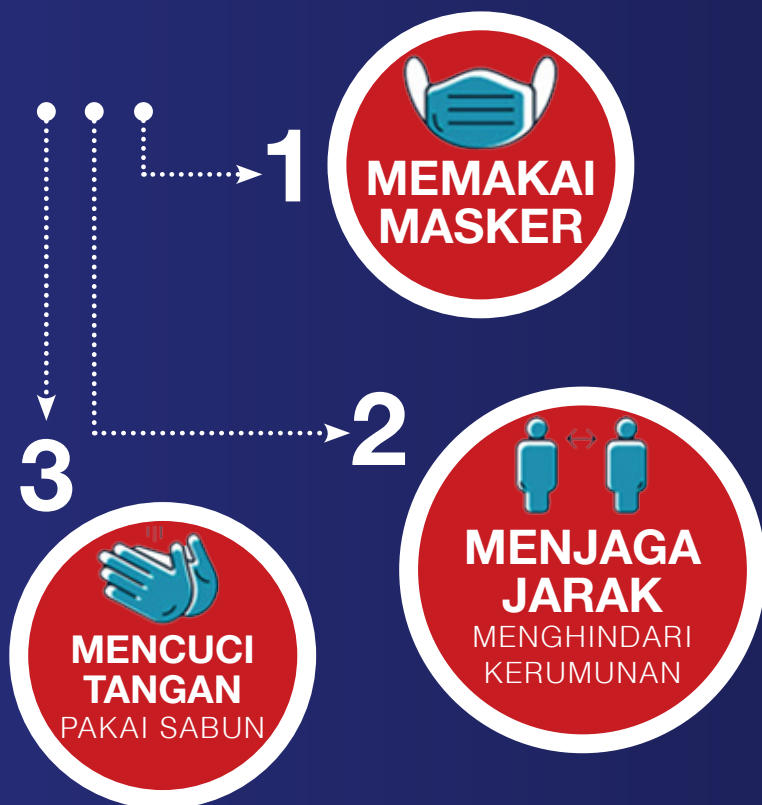 1
MEMAKAI
MASKER
2
MENJAGA
JARAK
MENGHINDARI
KERUMUNAN
3
MENCUCI
TANGAN
PAKAI SABUN